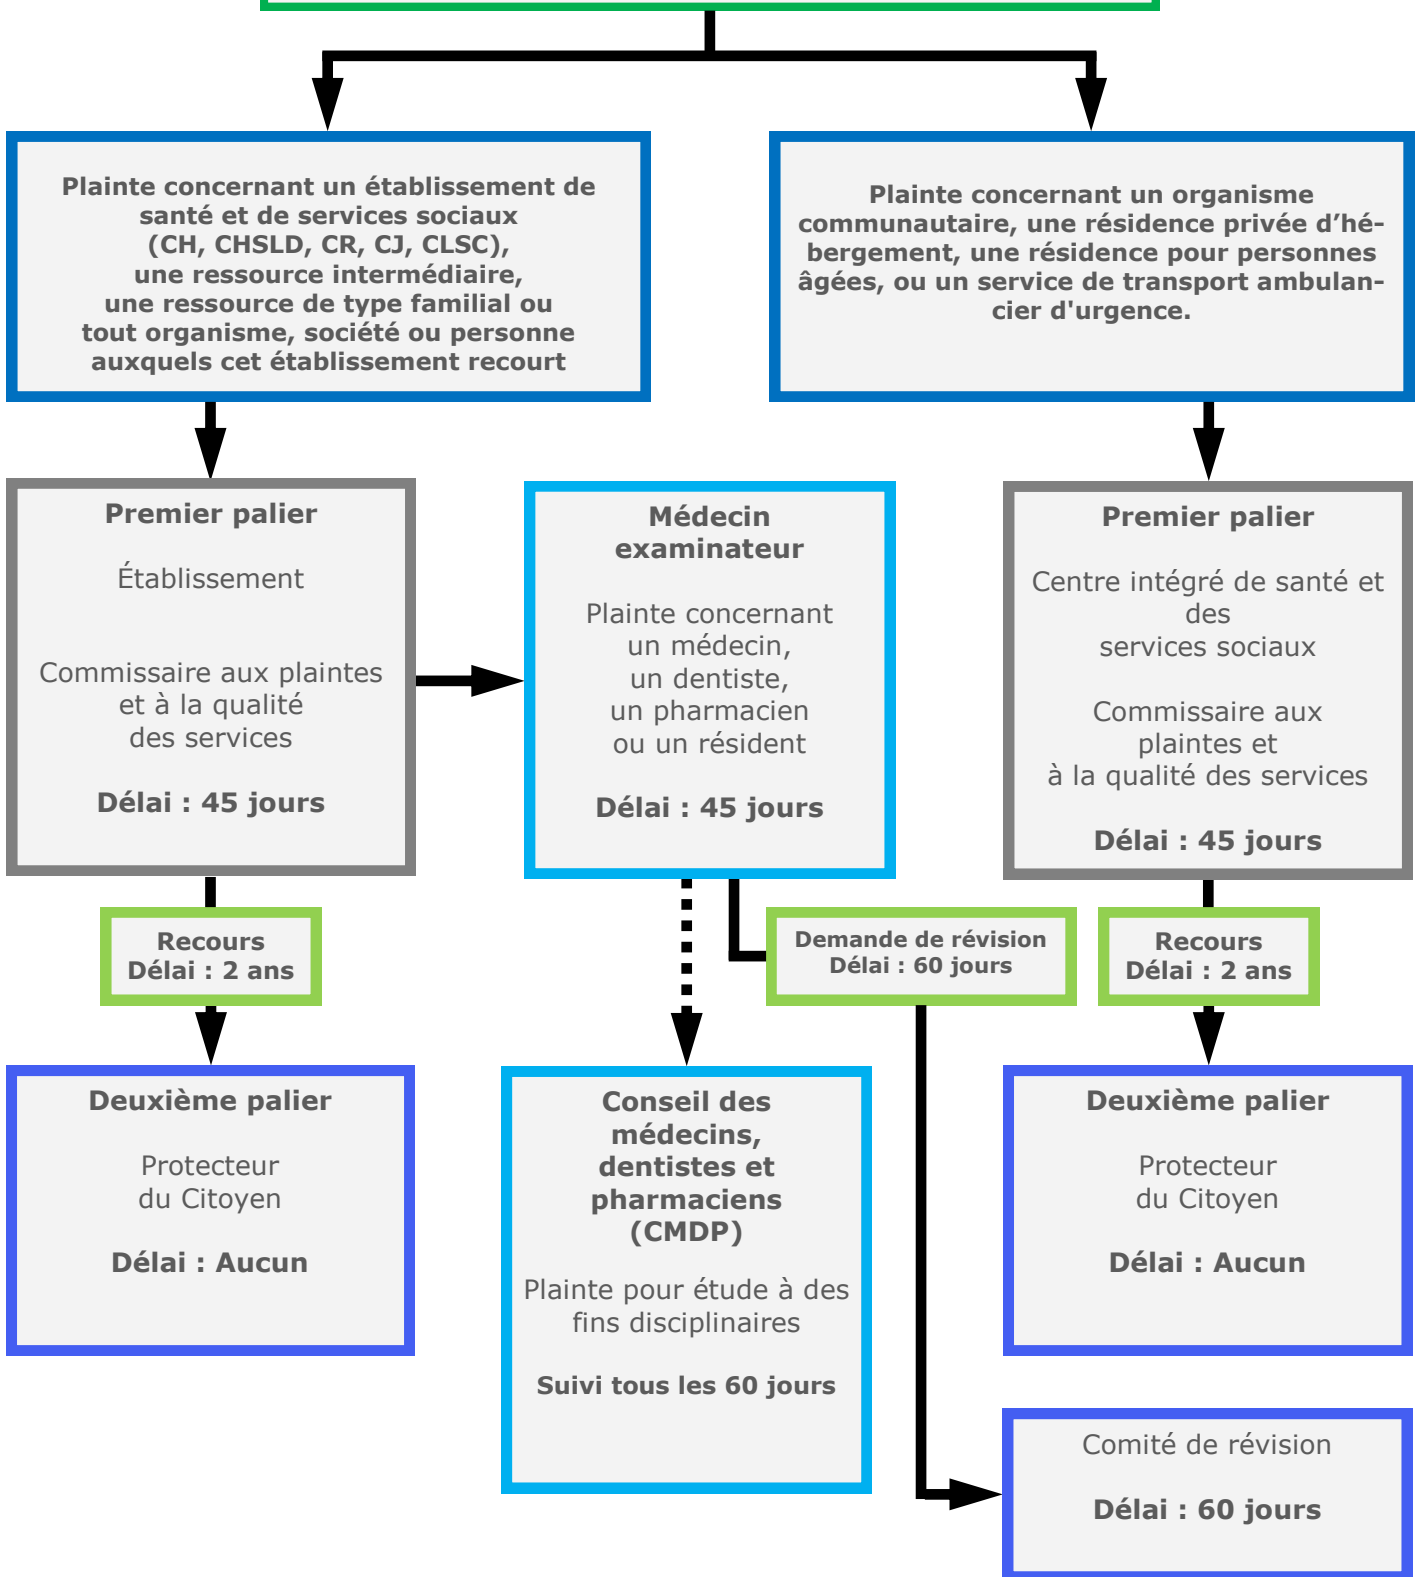 Plainte concernant un établissement de
santé et de services sociaux
(CH, CHSLD, CR, CJ, CLSC),
une ressource intermédiaire,
une ressource de type familial ou
tout organisme, société ou personne
auxquels cet établissement recourt
Plainte concernant un organisme
communautaire, une résidence privée d’hé-
bergement, une résidence pour personnes
âgées, ou un service de transport ambulan-
cier d'urgence.
Premier palier
Établissement
Commissaire aux plaintes
et à la qualité
des services
Délai : 45 jours
Médecin
examinateur
Plainte concernant
un médecin,
un dentiste,
un pharmacien
ou un résident
Délai : 45 jours
Premier palier
Centre intégré de santé et
des
services sociaux
Commissaire aux
plaintes et
à la qualité des services
Délai : 45 jours
Recours
Délai : 2 ans
Demande de révision
Délai : 60 jours
Recours
Délai : 2 ans
Deuxième palier
Protecteur
du Citoyen
Délai : Aucun
Conseil des
médecins,
dentistes et
pharmaciens
(CMDP)
Plainte pour étude à des
fins disciplinaires
Suivi tous les 60 jours
Deuxième palier
Protecteur
du Citoyen
Délai : Aucun
Comité de révision
Délai : 60 jours